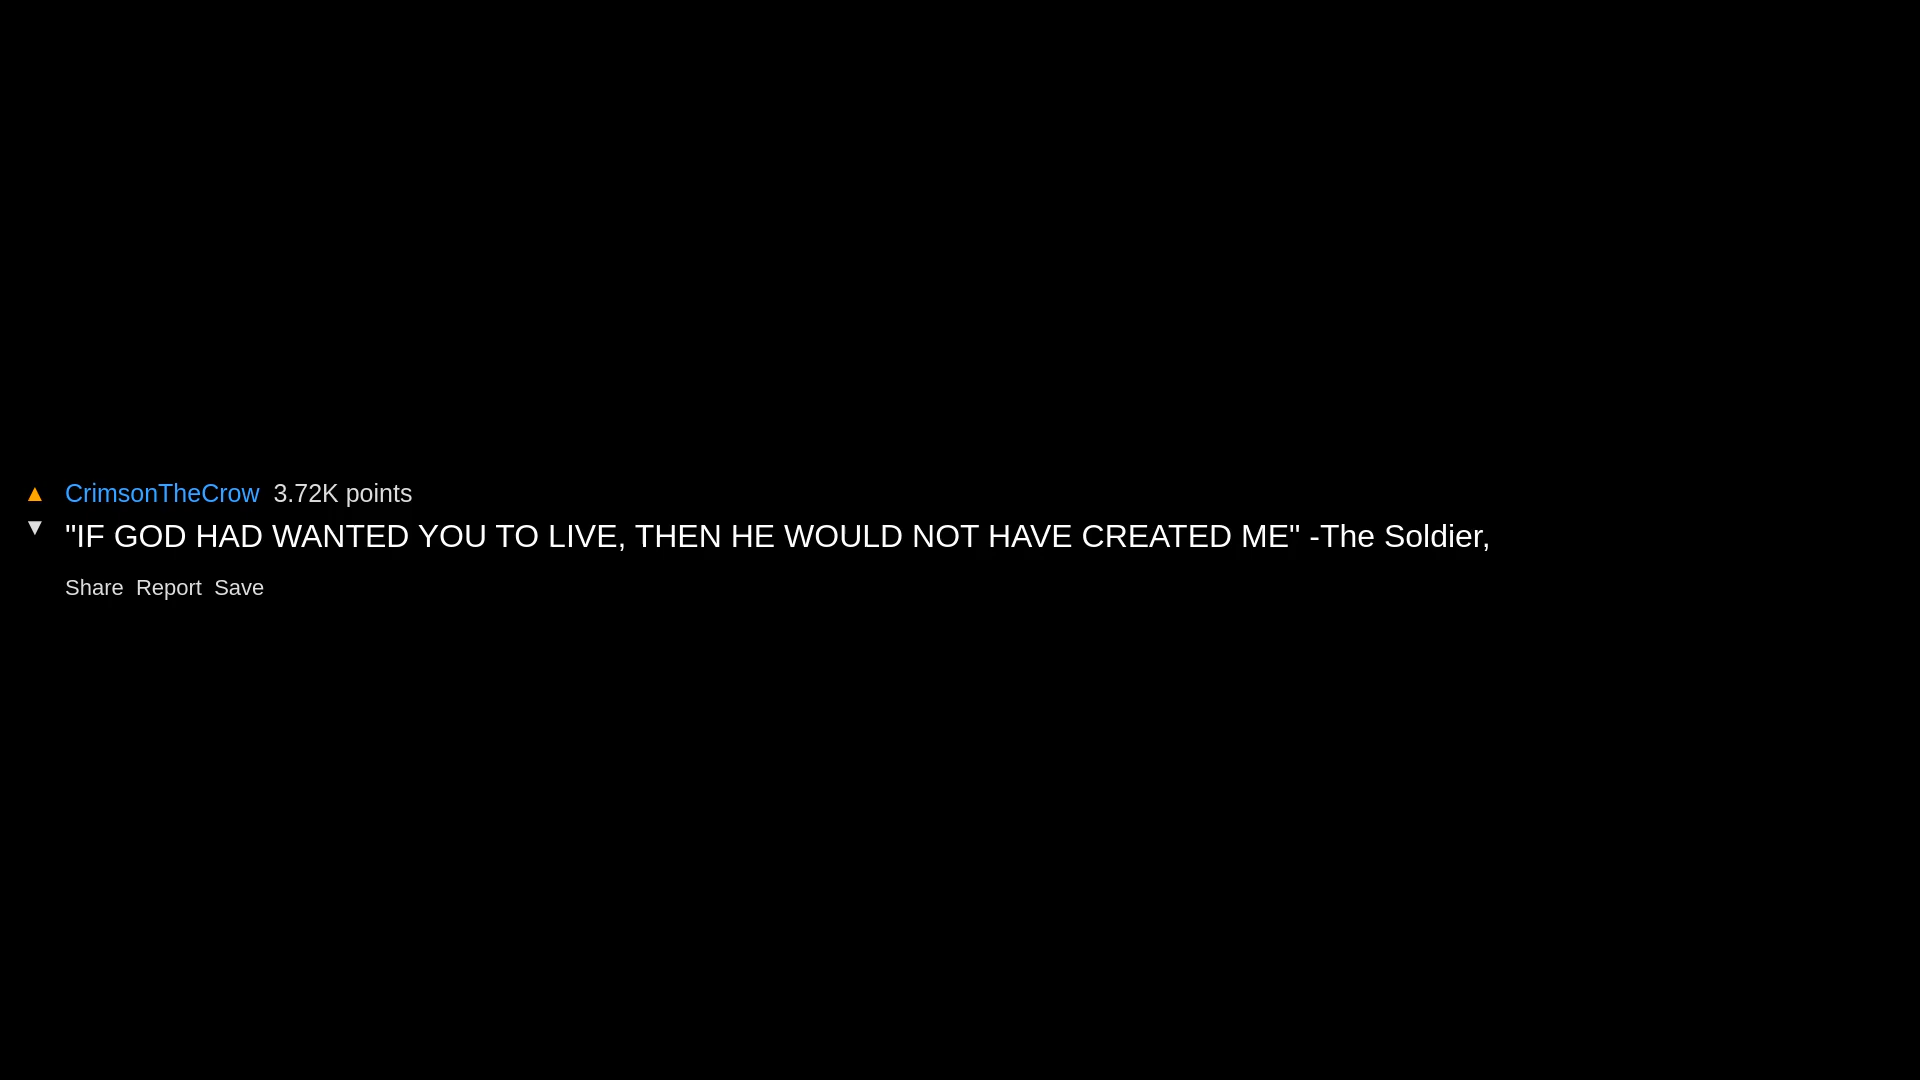 ▲ CrimsonTheCrow 3.72K points
▼ "IF GOD HAD WANTED YOU TO LIVE, THEN HE WOULD NOT HAVE CREATED ME" -The Soldier,
Share Report Save